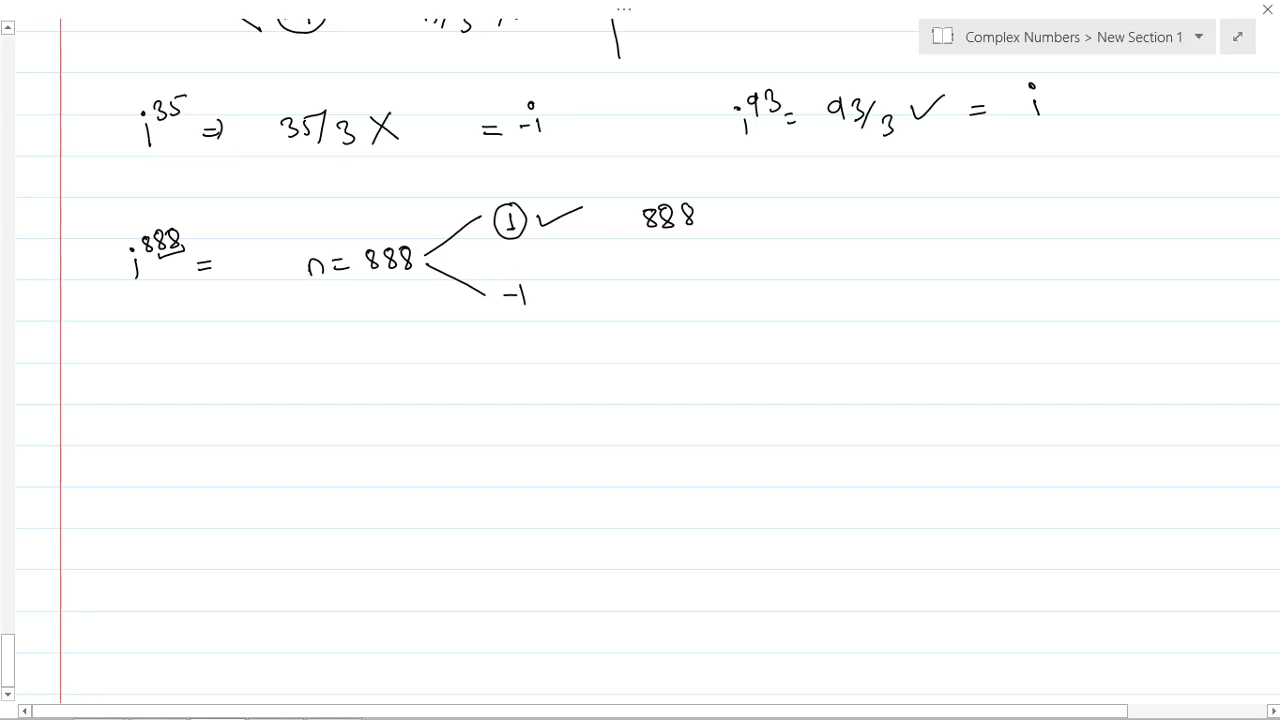 Complex Numbers > New Section 1
i^35 ⇒ 35/3 X = -i
i^93 = 93/3 ✓ = i
i^888 = n = 888
1 ✓ 888
-1